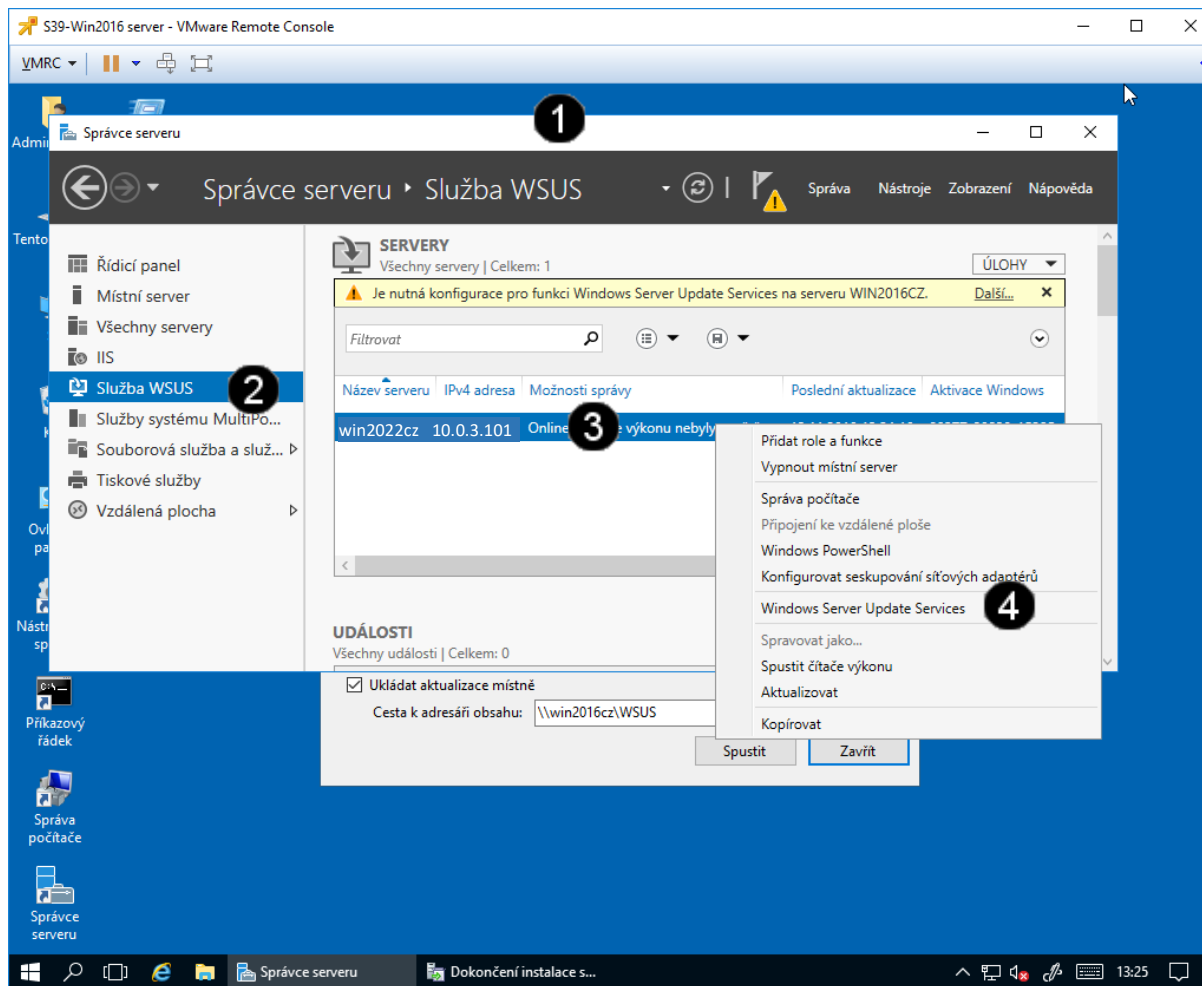 S39-Win2016 server - VMware Remote Console
VMRC
Admi
Správce serveru
1
Správce serveru • Služba WSUS
Správa Nástroje Zobrazení Nápověda
Tento
Řídicí panel
Místní server
Všechny servery
IIS
Služba WSUS
2
Služby systému MultiPo...
Souborová služba a služ...
Tiskové služby
Vzdálená plocha
SERVERY
Všechny servery | Celkem: 1
ÚLOHY
Je nutná konfigurace pro funkci Windows Server Update Services na serveru WIN2016CZ. Další...
Filtrovat
Název serveru IPv4 adresa Možnosti správy Poslední aktualizace Aktivace Windows
win2022cz 10.0.3.101 Online 3 výkonu nebyly
Přidat role a funkce
Vypnout místní server
Správa počítače
Připojení ke vzdálené ploše
Windows PowerShell
Konfigurovat seskupování síťových adaptérů
Windows Server Update Services
4
Spravovat jako...
Spustit čítače výkonu
Aktualizovat
Kopírovat
UDÁLOSTI
Všechny události | Celkem: 0
Ukládat aktualizace místně
Cesta k adresáři obsahu: \\win2016cz\WSUS
Spustit Zavřít
Ovl
pa
Nástr
sp
Příkazový
řádek
Správa
počítače
Správce
serveru
Správce serveru
Dokončení instalace s...
13:25